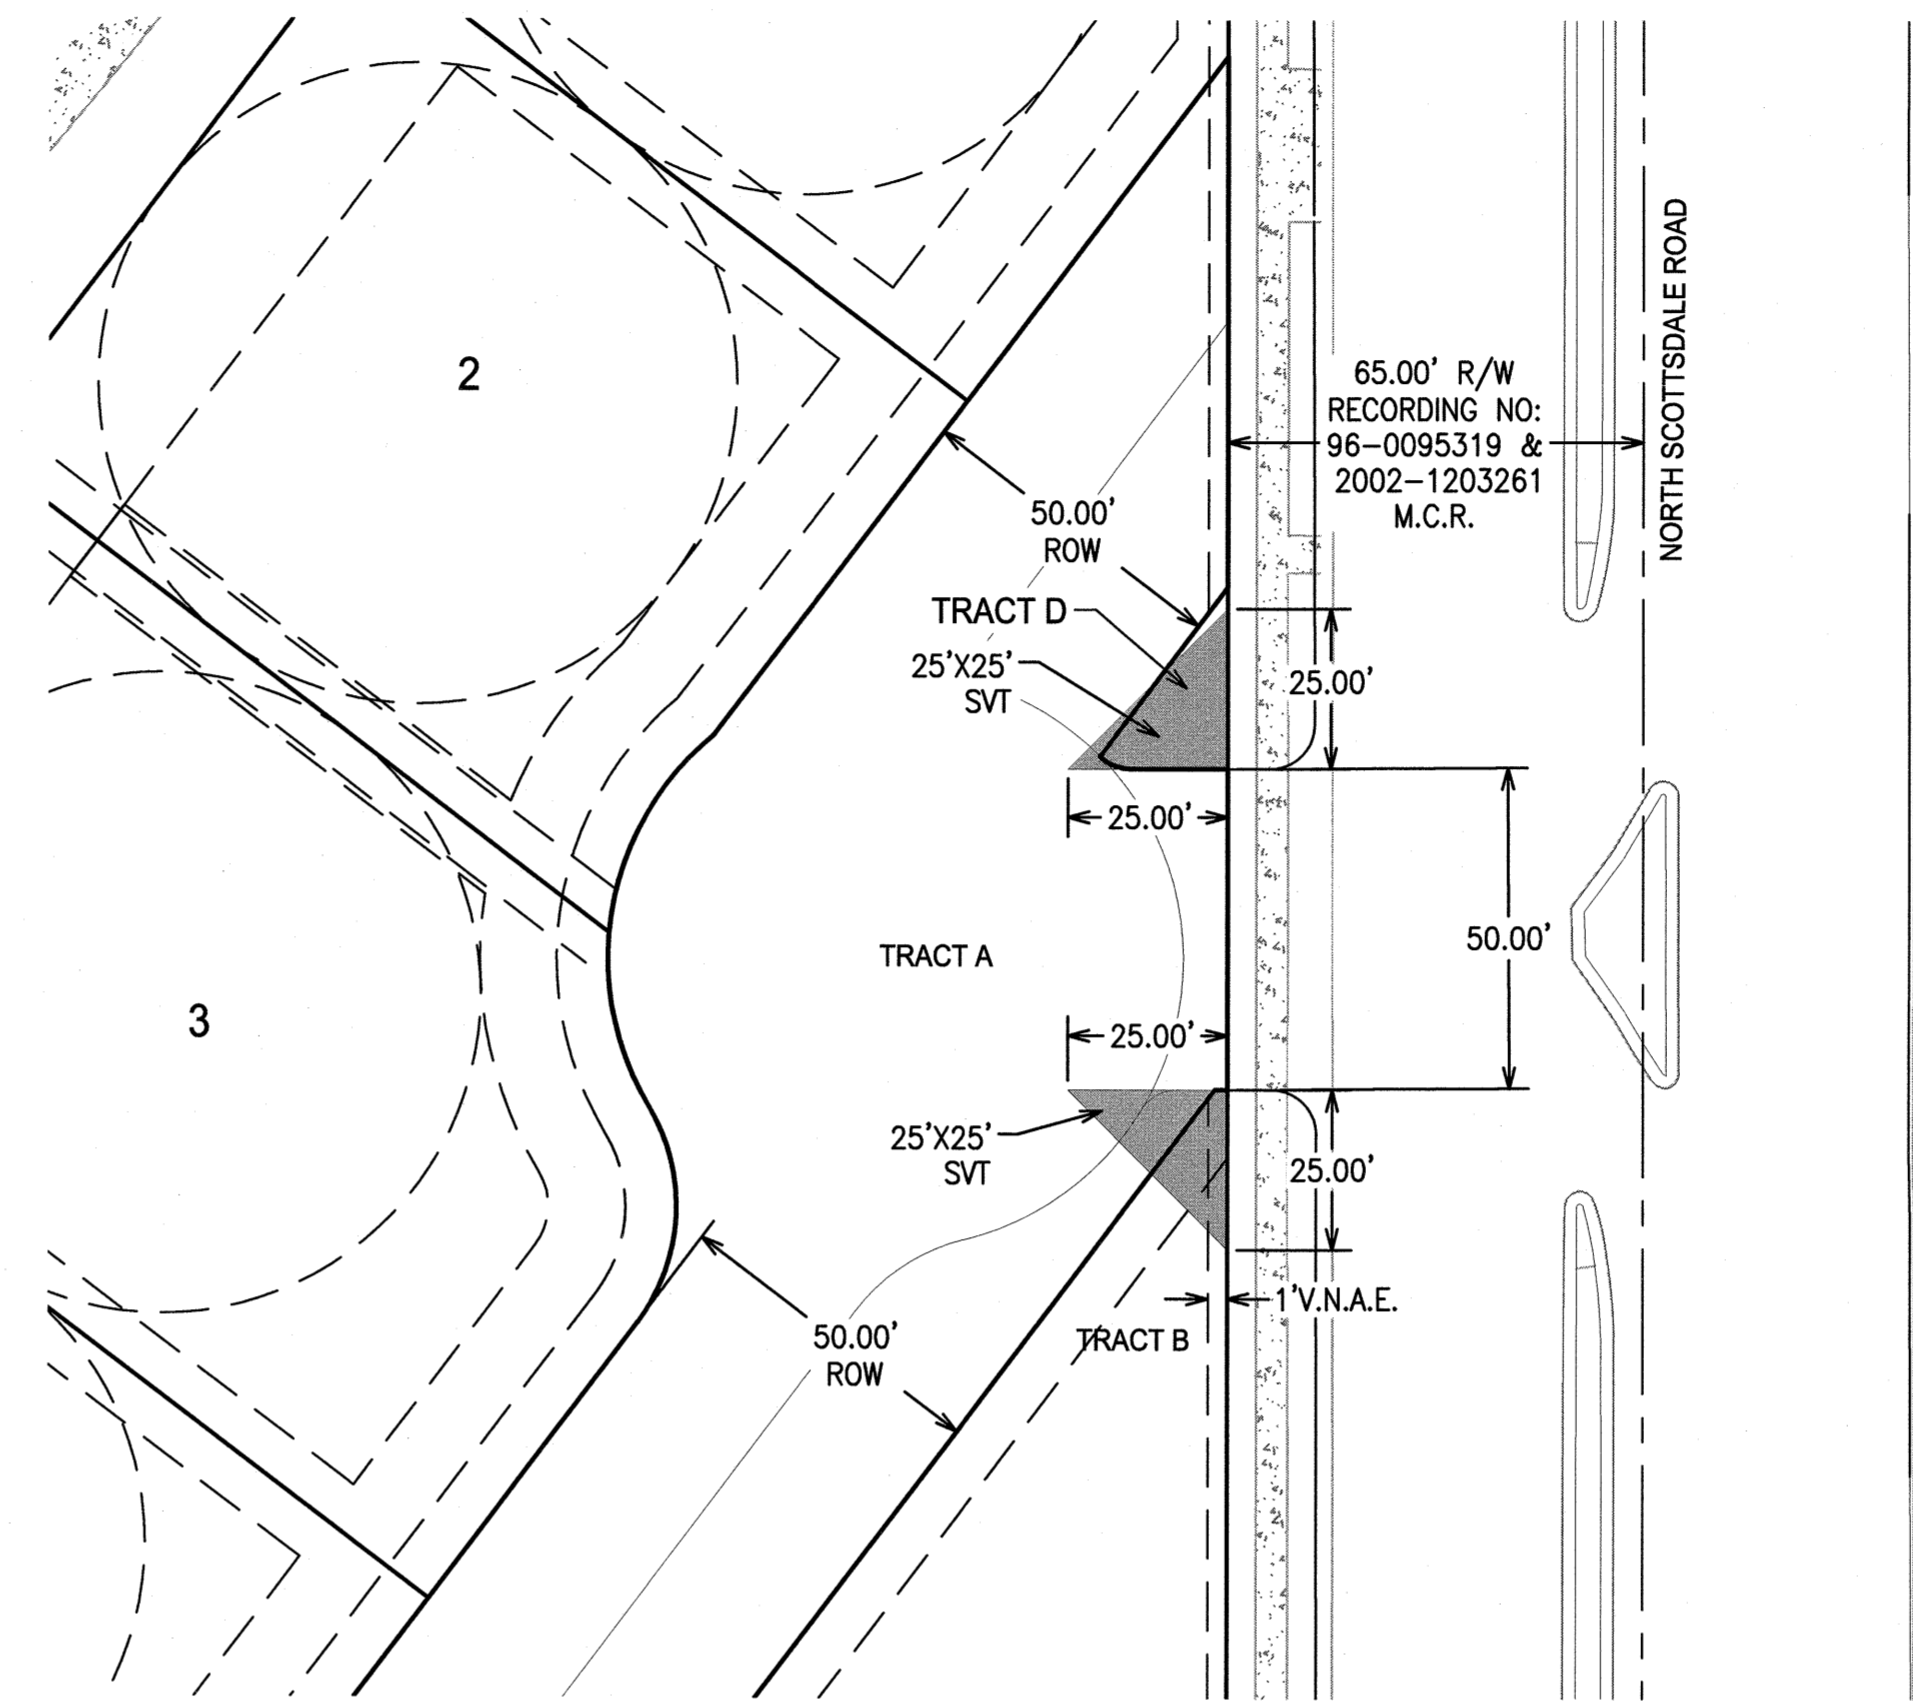 2
65.00' R/W
RECORDING NO:
96-0095319 &
2002-1203261
M.C.R.
NORTH SCOTTSDALE ROAD
50.00'
ROW
TRACT D
25'X25'
SVT
25.00'
25.00'
50.00'
TRACT A
3
25.00'
25'X25'
SVT
25.00'
1'V.N.A.E.
50.00'
ROW
TRACT B